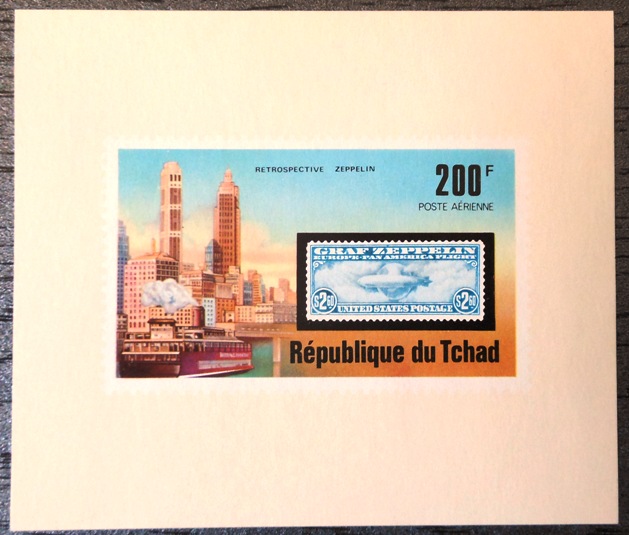 RETROSPECTIVE ZEPPELIN
200F
POSTE AÉRIENNE
GRAF ZEPPELIN
EUROPE-PAN AMERICA FLIGHT
$2.60 $2.60
UNITED STATES POSTAGE
République du Tchad